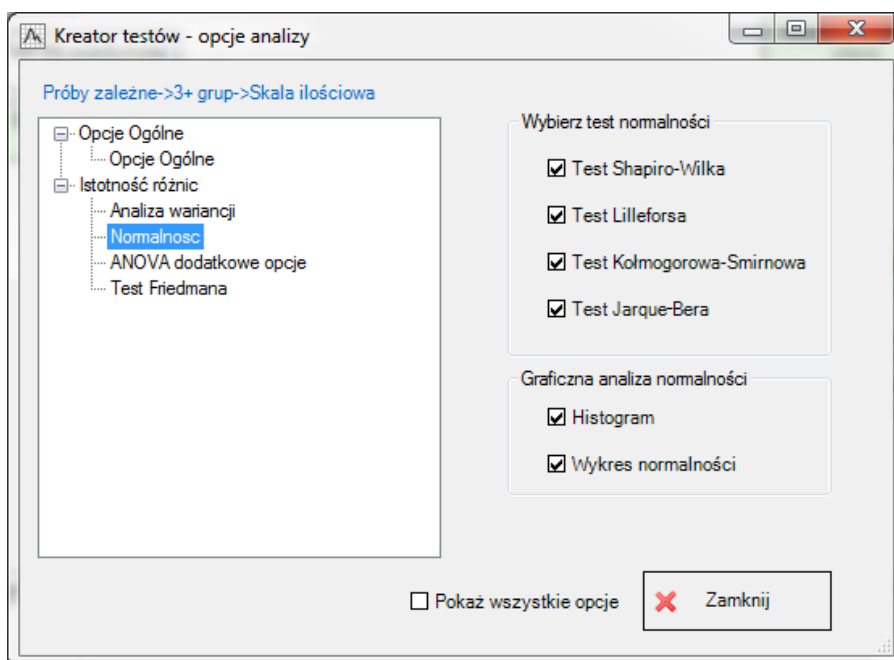 Kreator testów - opcje analizy
Próby zależne->3+ grup->Skala ilościowa
Opcje Ogólne
Opcje Ogólne
Istotność różnic
Analiza wariancji
Normalnosc
ANOVA dodatkowe opcje
Test Friedmana
Wybierz test normalności
Test Shapiro-Wilka
Test Lilleforsa
Test Kołmogorowa-Smirnowa
Test Jarque-Bera
Graficzna analiza normalności
Histogram
Wykres normalności
Pokaż wszystkie opcje
Zamknij